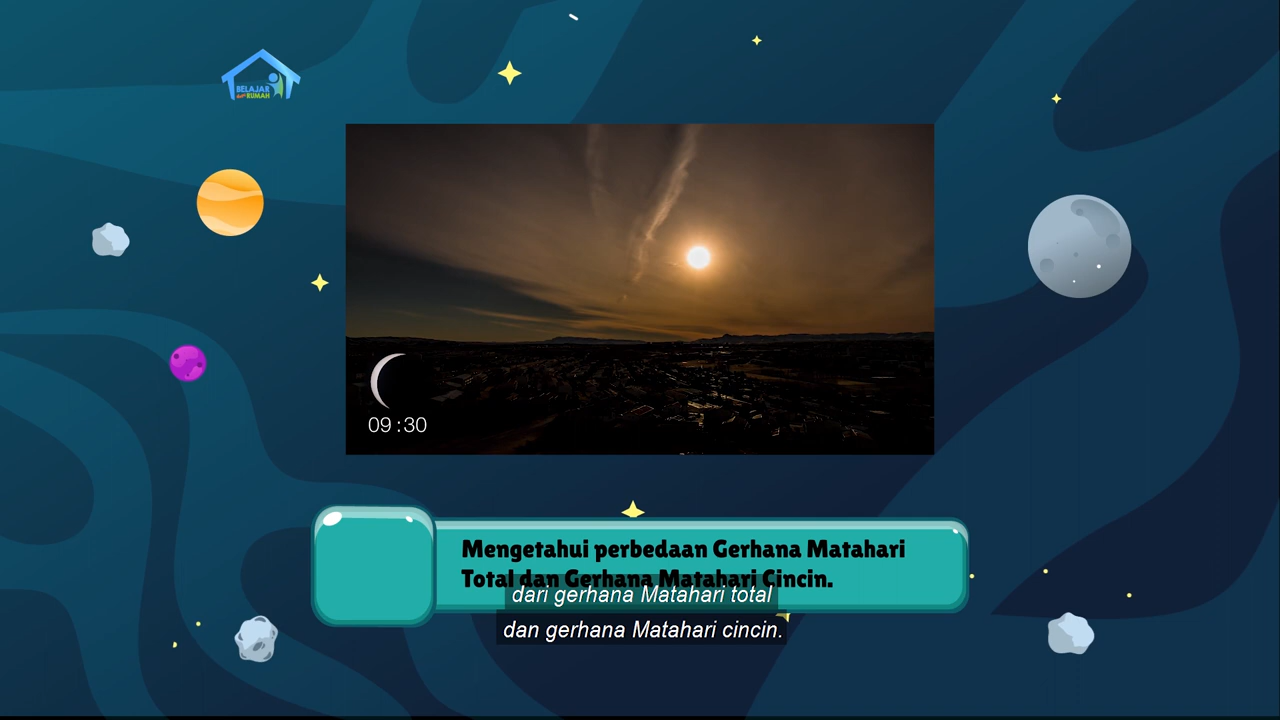 BELAJAR
dari RUMAH
09:30
Mengetahui perbedaan Gerhana Matahari
Total dan Gerhana Matahari Cincin.
dari gerhana Matahari total
dan gerhana Matahari cincin.